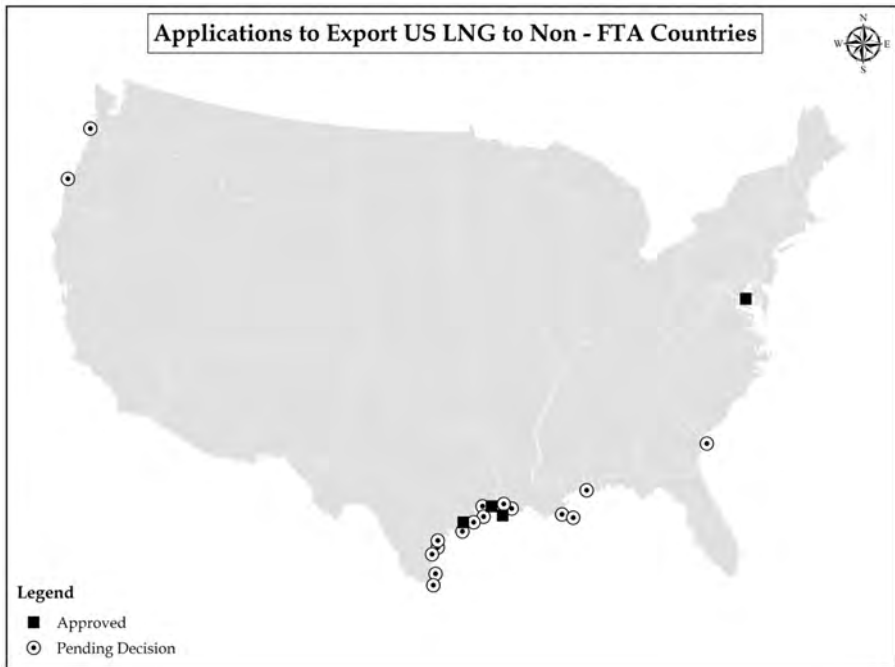 Applications to Export US LNG to Non - FTA Countries
N
W E
S
Legend
Approved
Pending Decision